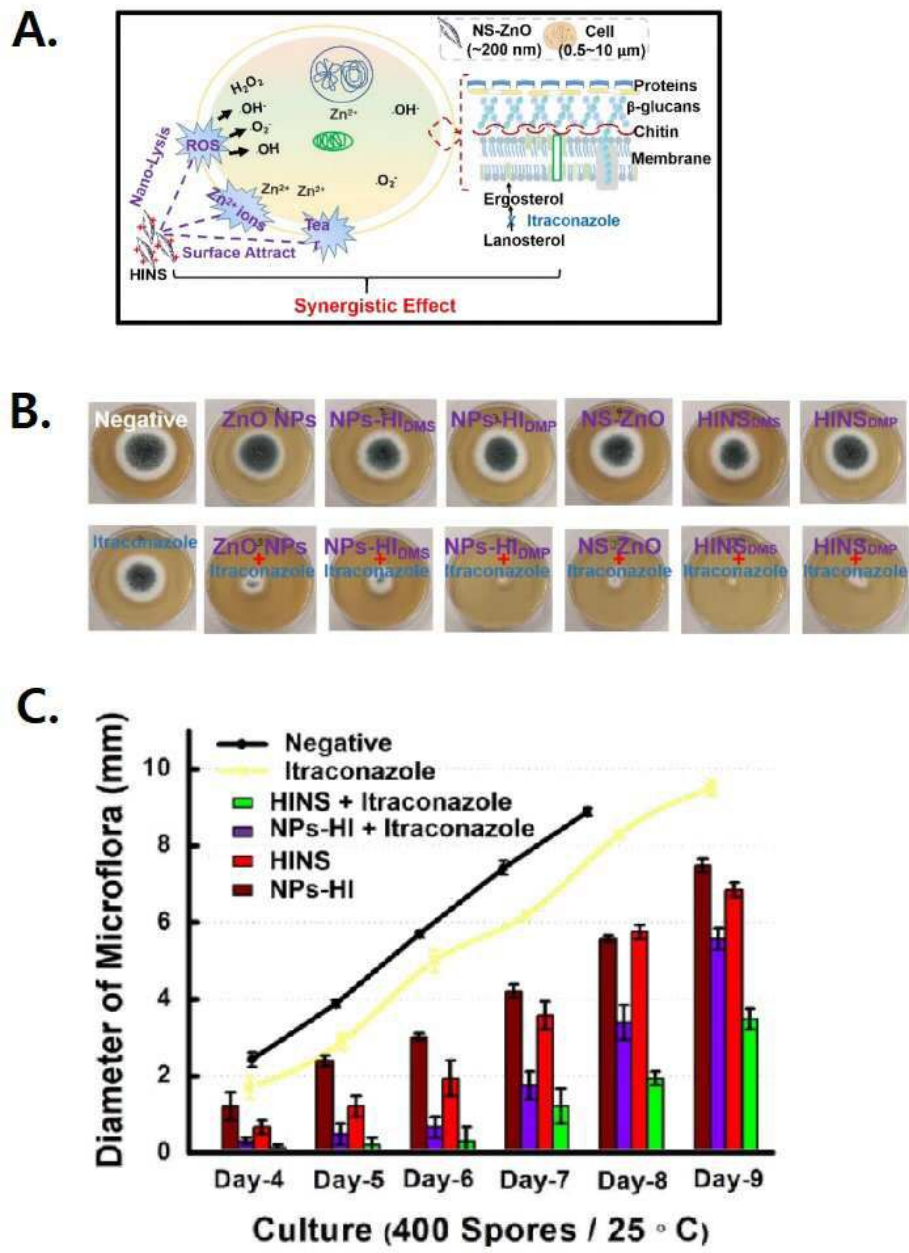 A.
NS-ZnO
(~200 nm)
Cell
(0.5~10 μm)
H₂O₂
.OH-
O₂-
.OH
ROS
Zn²⁺
.OH-
.O₂-
Zn²⁺ Zn²⁺
Zn²⁺ ions
Tea
r
Nano-Lysis
Surface Attract
HINS
Proteins
β-glucans
Chitin
Membrane
Ergosterol
Itraconazole
Lanosterol
Synergistic Effect
B.
Negative
ZnO NPs
NPs-HIDMS
NPs-HIDMP
NS-ZnO
HINSDMS
HINSDMP
Itraconazole
ZnO NPs
+
Itraconazole
NPs-HIDMS
+
Itraconazole
NPs-HIDMP
+
Itraconazole
NS-ZnO
+
Itraconazole
HINSDMS
+
Itraconazole
HINSDMP
+
Itraconazole
C.
Diameter of Microflora (mm)
10
8
6
4
2
0
Negative
Itraconazole
HINS + Itraconazole
NPs-HI + Itraconazole
HINS
NPs-HI
Day-4 Day-5 Day-6 Day-7 Day-8 Day-9
Culture (400 Spores / 25 °C)